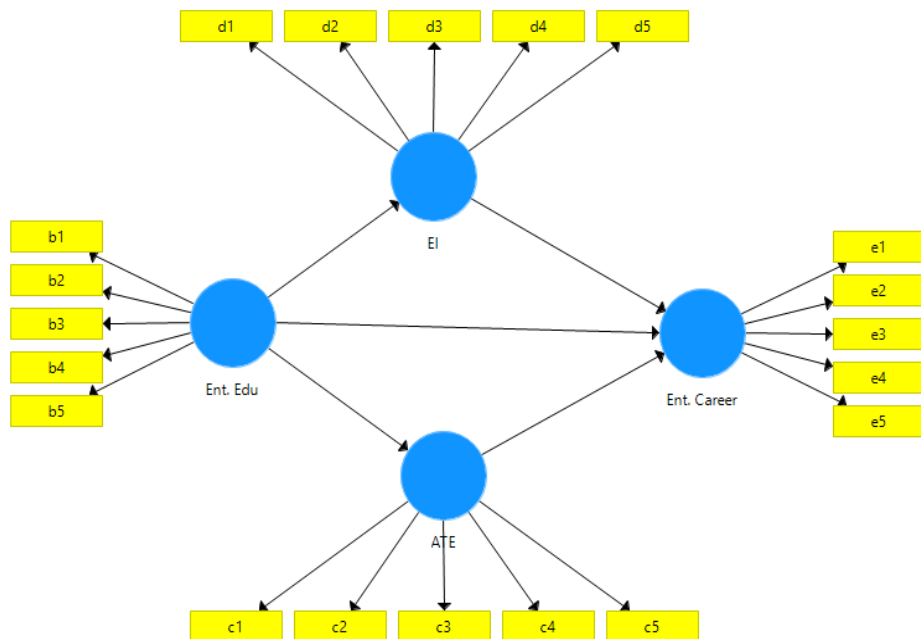 d1 d2 d3 d4 d5
EI
b1
b2
b3
b4
b5
Ent. Edu
e1
e2
e3
e4
e5
Ent. Career
ATE
c1 c2 c3 c4 c5